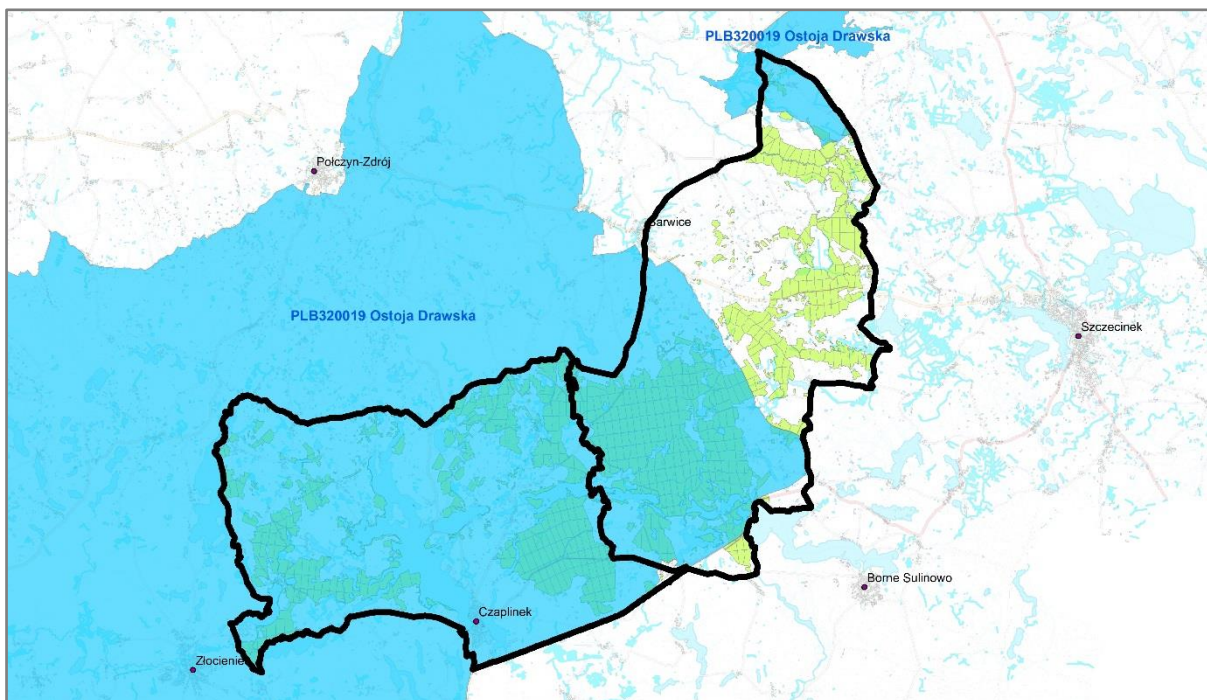 PLB320019 Ostoja Drawska
Połczyn-Zdrój
Barwice
PLB320019 Ostoja Drawska
Szczecinek
Borne Sulinowo
Czaplinek
Złocieniec